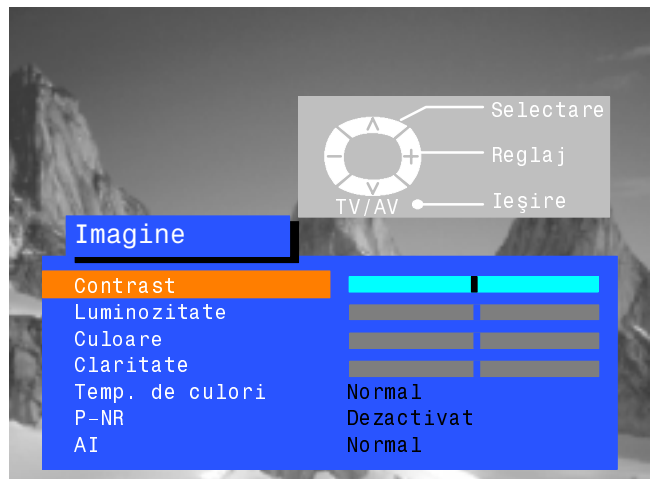 Selectare
Reglaj
TV/AV
Ieşire
Imagine
Contrast
Luminozitate
Culoare
Claritate
Temp. de culori Normal
P-NR Dezactivat
AI Normal